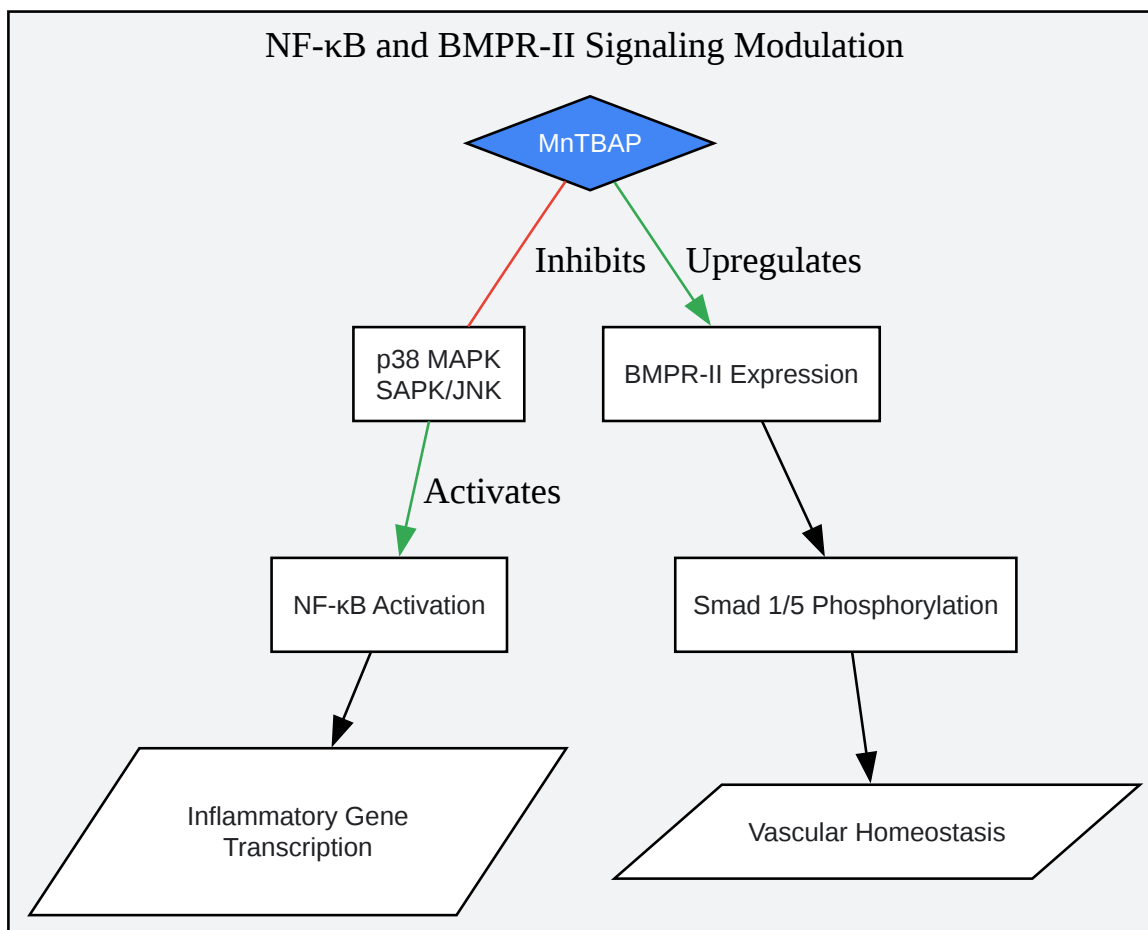 NF-κB and BMPR-II Signaling Modulation
MnTBAP
Inhibits
Upregulates
p38 MAPK
SAPK/JNK
BMPR-II Expression
Activates
NF-κB Activation
Smad 1/5 Phosphorylation
Inflammatory Gene
Transcription
Vascular Homeostasis